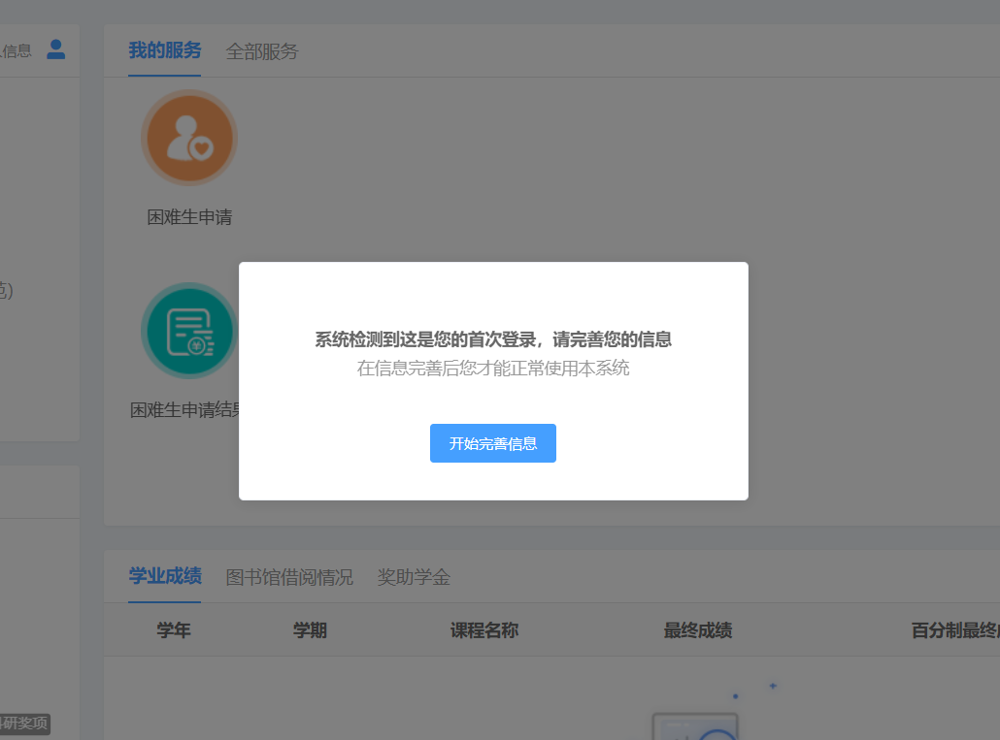 信息
我的服务
全部服务
困难生申请
系统检测到这是您的首次登录，请完善您的信息
在信息完善后您才能正常使用本系统
困难生申请结
开始完善信息
学业成绩
图书馆借阅情况
奖助学金
学年
学期
课程名称
最终成绩
百分制最终
研奖项